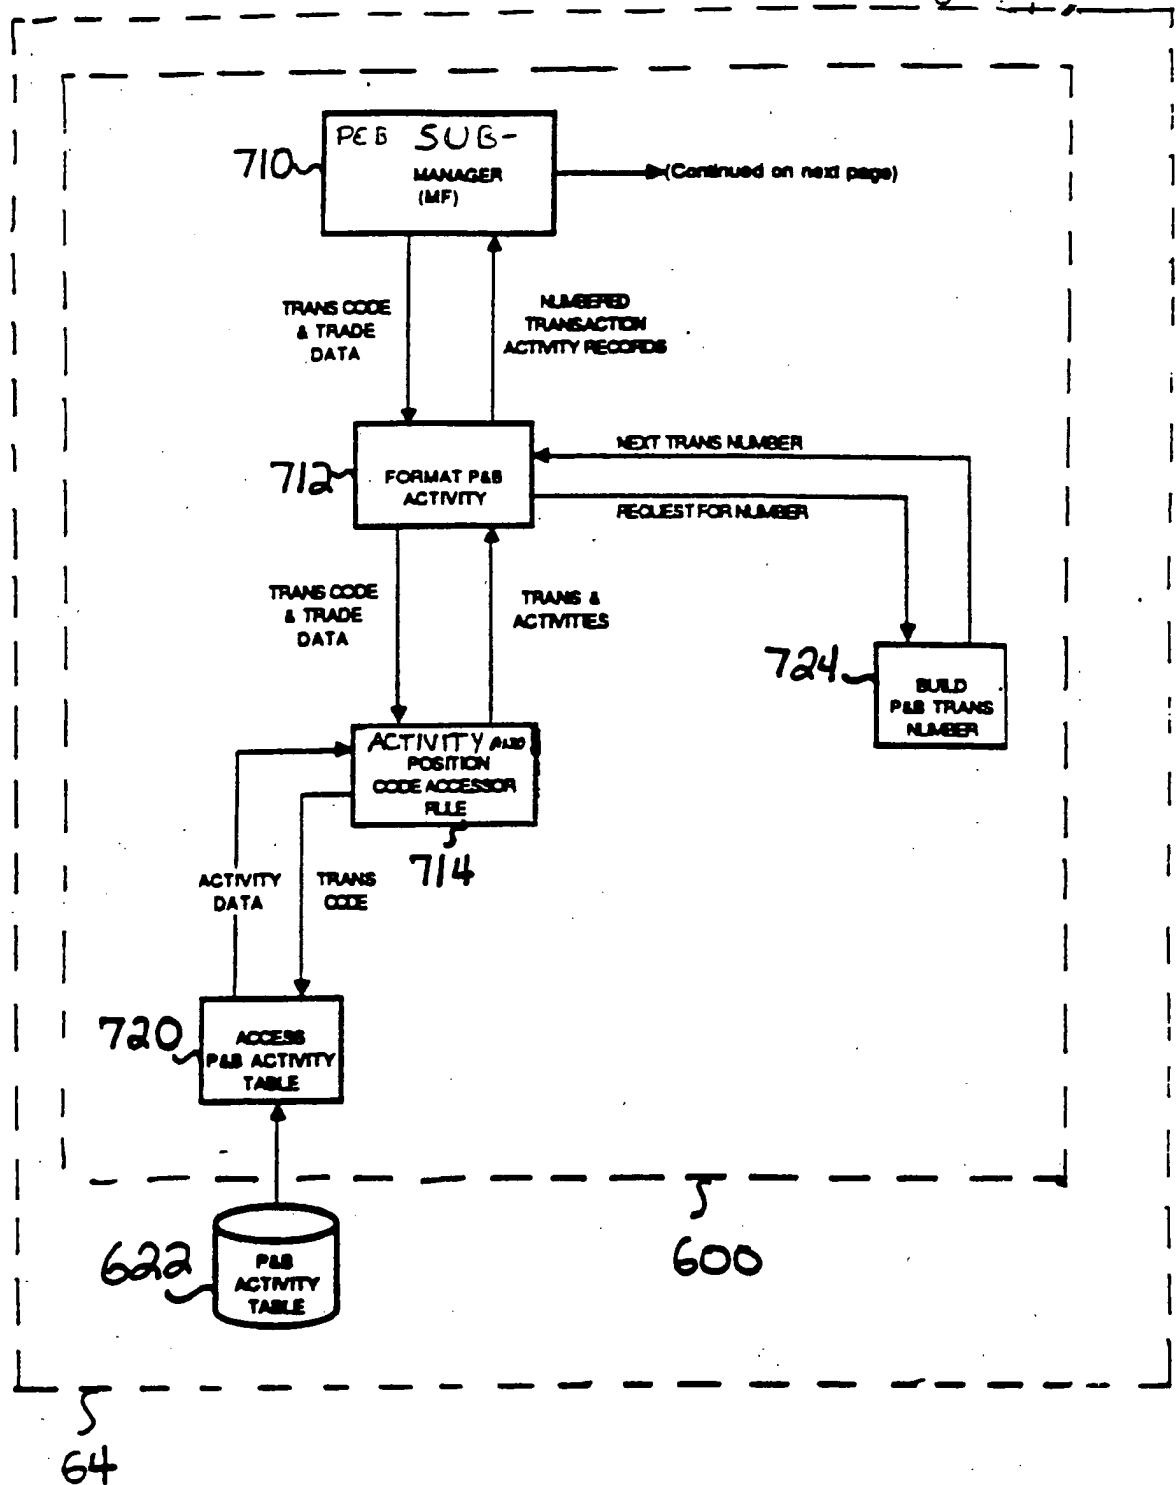 710
P&B SUB-
MANAGER
(MF)
(Continued on next page)
TRANS CODE
& TRADE
DATA
NUMBERED
TRANSACTION
ACTIVITY RECORDS
712
FORMAT P&B
ACTIVITY
NEXT TRANS NUMBER
REQUEST FOR NUMBER
TRANS CODE
& TRADE
DATA
TRANS &
ACTIVITIES
724
BUILD
P&B TRANS
NUMBER
ACTIVITY AND
POSITION
CODE ACCESSOR
RULE
714
ACTIVITY
DATA
TRANS
CODE
720
ACCESS
P&B ACTIVITY
TABLE
622
P&B
ACTIVITY
TABLE
600
64